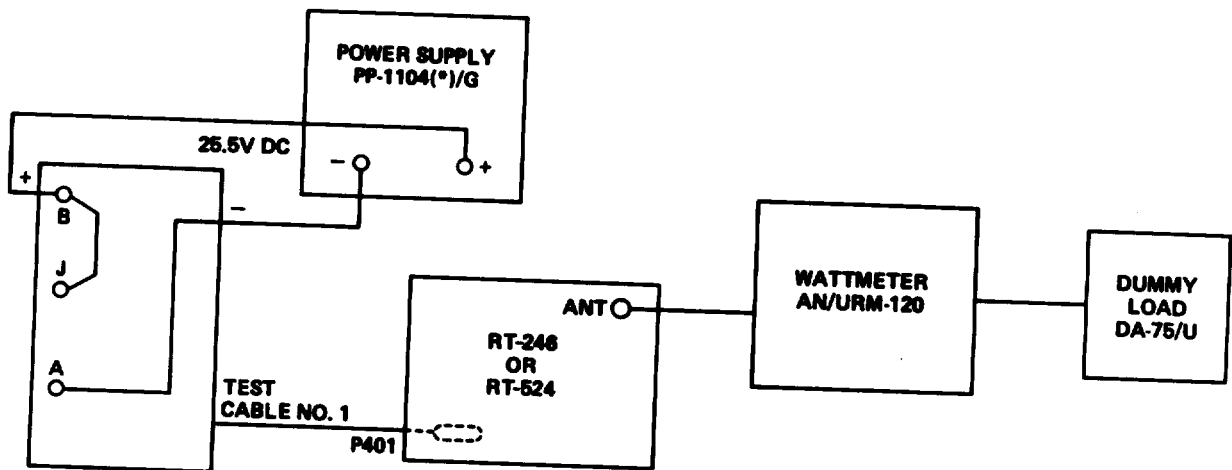 POWER SUPPLY
PP-1104(*)/G
25.5V DC
-
+
+
B
-
J
A
TEST
CABLE NO. 1
P401
ANT
RT-246
OR
RT-524
WATTMETER
AN/URM-120
DUMMY
LOAD
DA-75/U